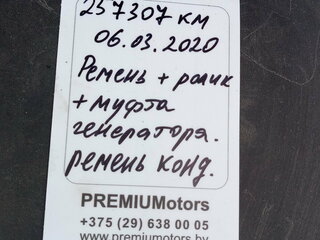 257307 км
06.03.2020
Ремень + ролик
+ муфта
генератора.
ремень конд.
PREMIUMotors
+375 (29) 638 00 05
www.premiumotors.by